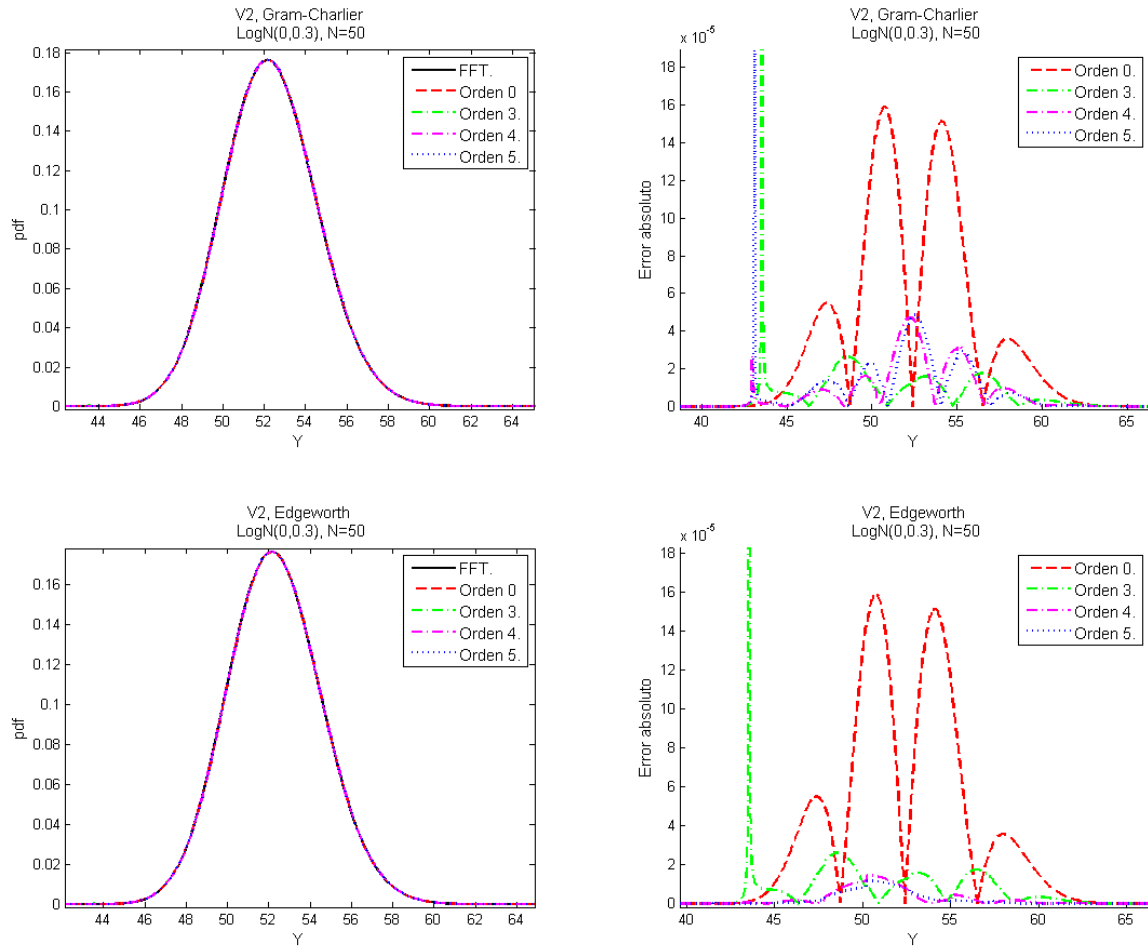 V2, Gram-Charlier
LogN(0,0.3), N=50
0.18
0.16
0.14
0.12
0.1
0.08
0.06
0.04
0.02
0
pdf
FFT.
Orden 0
Orden 3.
Orden 4.
Orden 5.
44 46 48 50 52 54 56 58 60 62 64
Y
V2, Gram-Charlier
LogN(0,0.3), N=50
x 10-5
18
16
14
12
10
8
6
4
2
0
Error absoluto
Orden 0.
Orden 3.
Orden 4.
Orden 5.
40 45 50 55 60 65
Y
V2, Edgeworth
LogN(0,0.3), N=50
0.16
0.14
0.12
0.1
0.08
0.06
0.04
0.02
0
pdf
FFT.
Orden 0
Orden 3.
Orden 4.
Orden 5.
44 46 48 50 52 54 56 58 60 62 64
Y
V2, Edgeworth
LogN(0,0.3), N=50
x 10-5
18
16
14
12
10
8
6
4
2
0
Error absoluto
Orden 0.
Orden 3.
Orden 4.
Orden 5.
40 45 50 55 60 65
Y